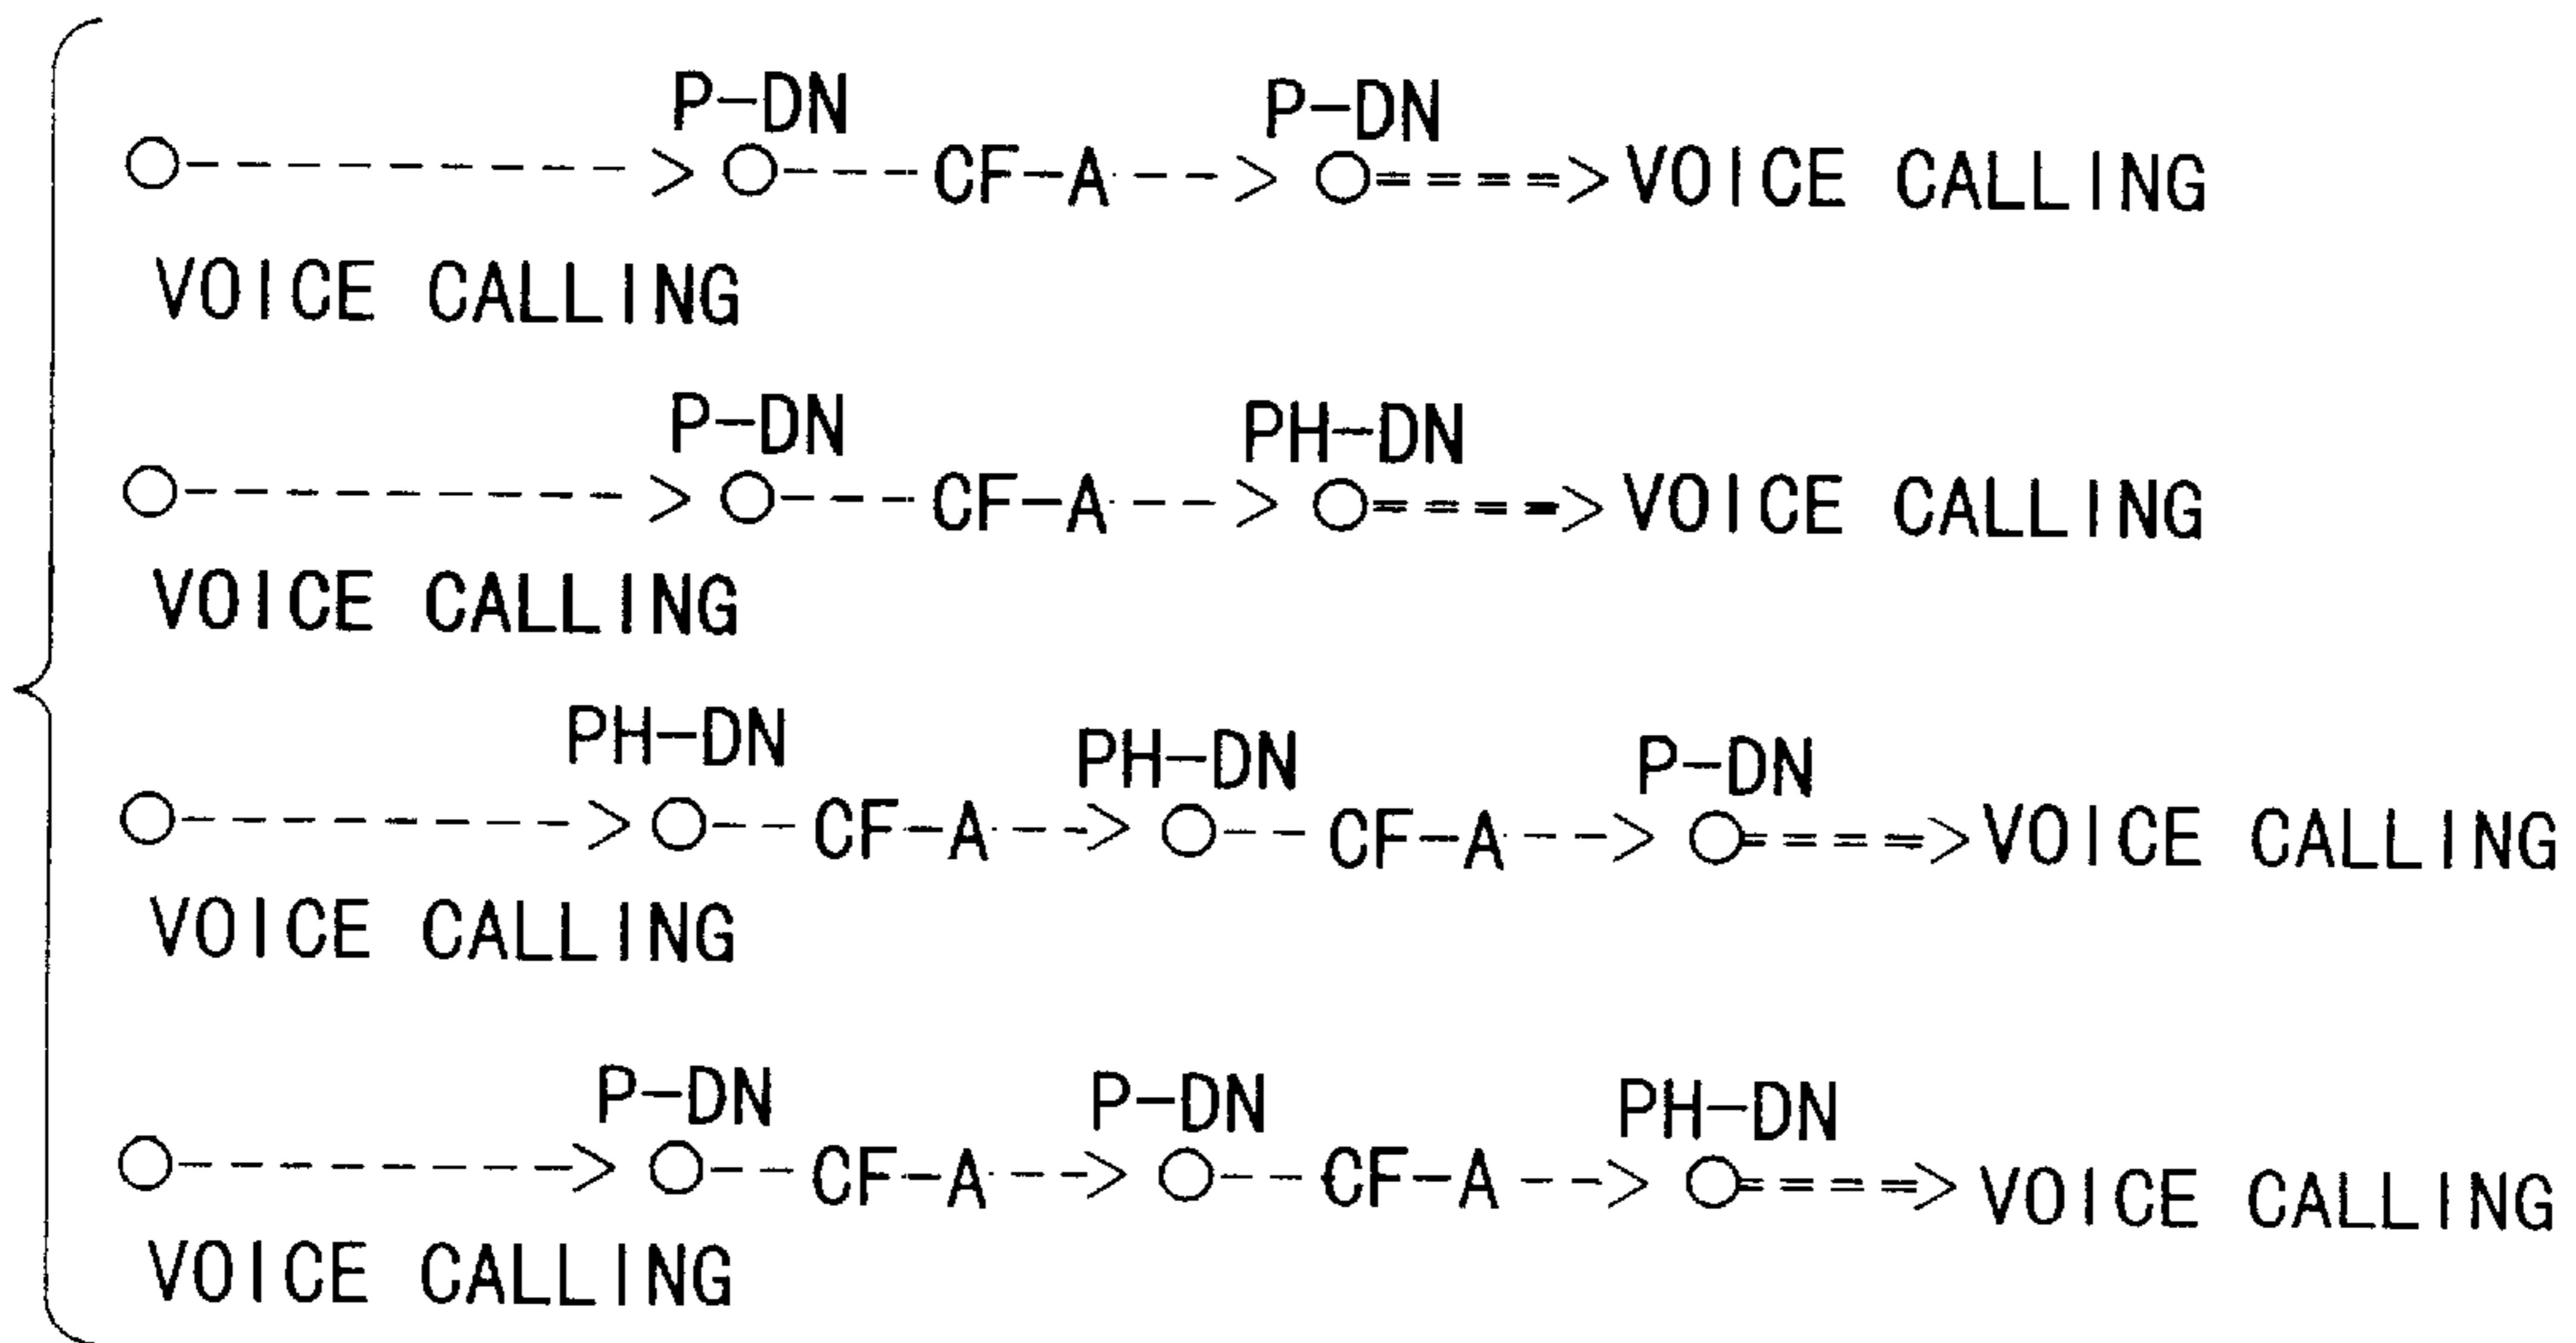 P-DN P-DN
CF-A VOICE CALLING
VOICE CALLING
P-DN PH-DN
CF-A VOICE CALLING
VOICE CALLING
PH-DN PH-DN P-DN
CF-A CF-A VOICE CALLING
VOICE CALLING
P-DN P-DN PH-DN
CF-A CF-A VOICE CALLING
VOICE CALLING